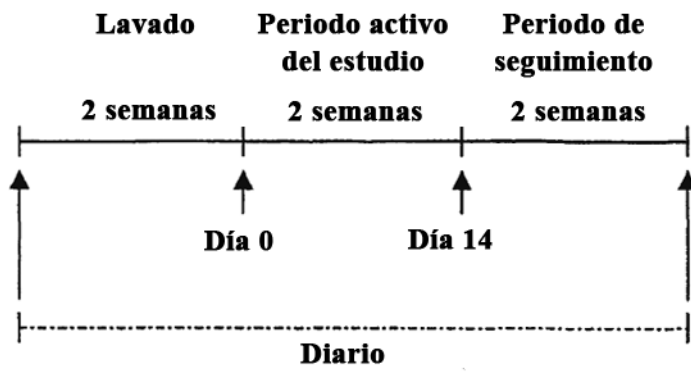 Lavado
Periodo activo
del estudio
Periodo de
seguimiento
2 semanas
2 semanas
2 semanas
Día 0
Día 14
Diario